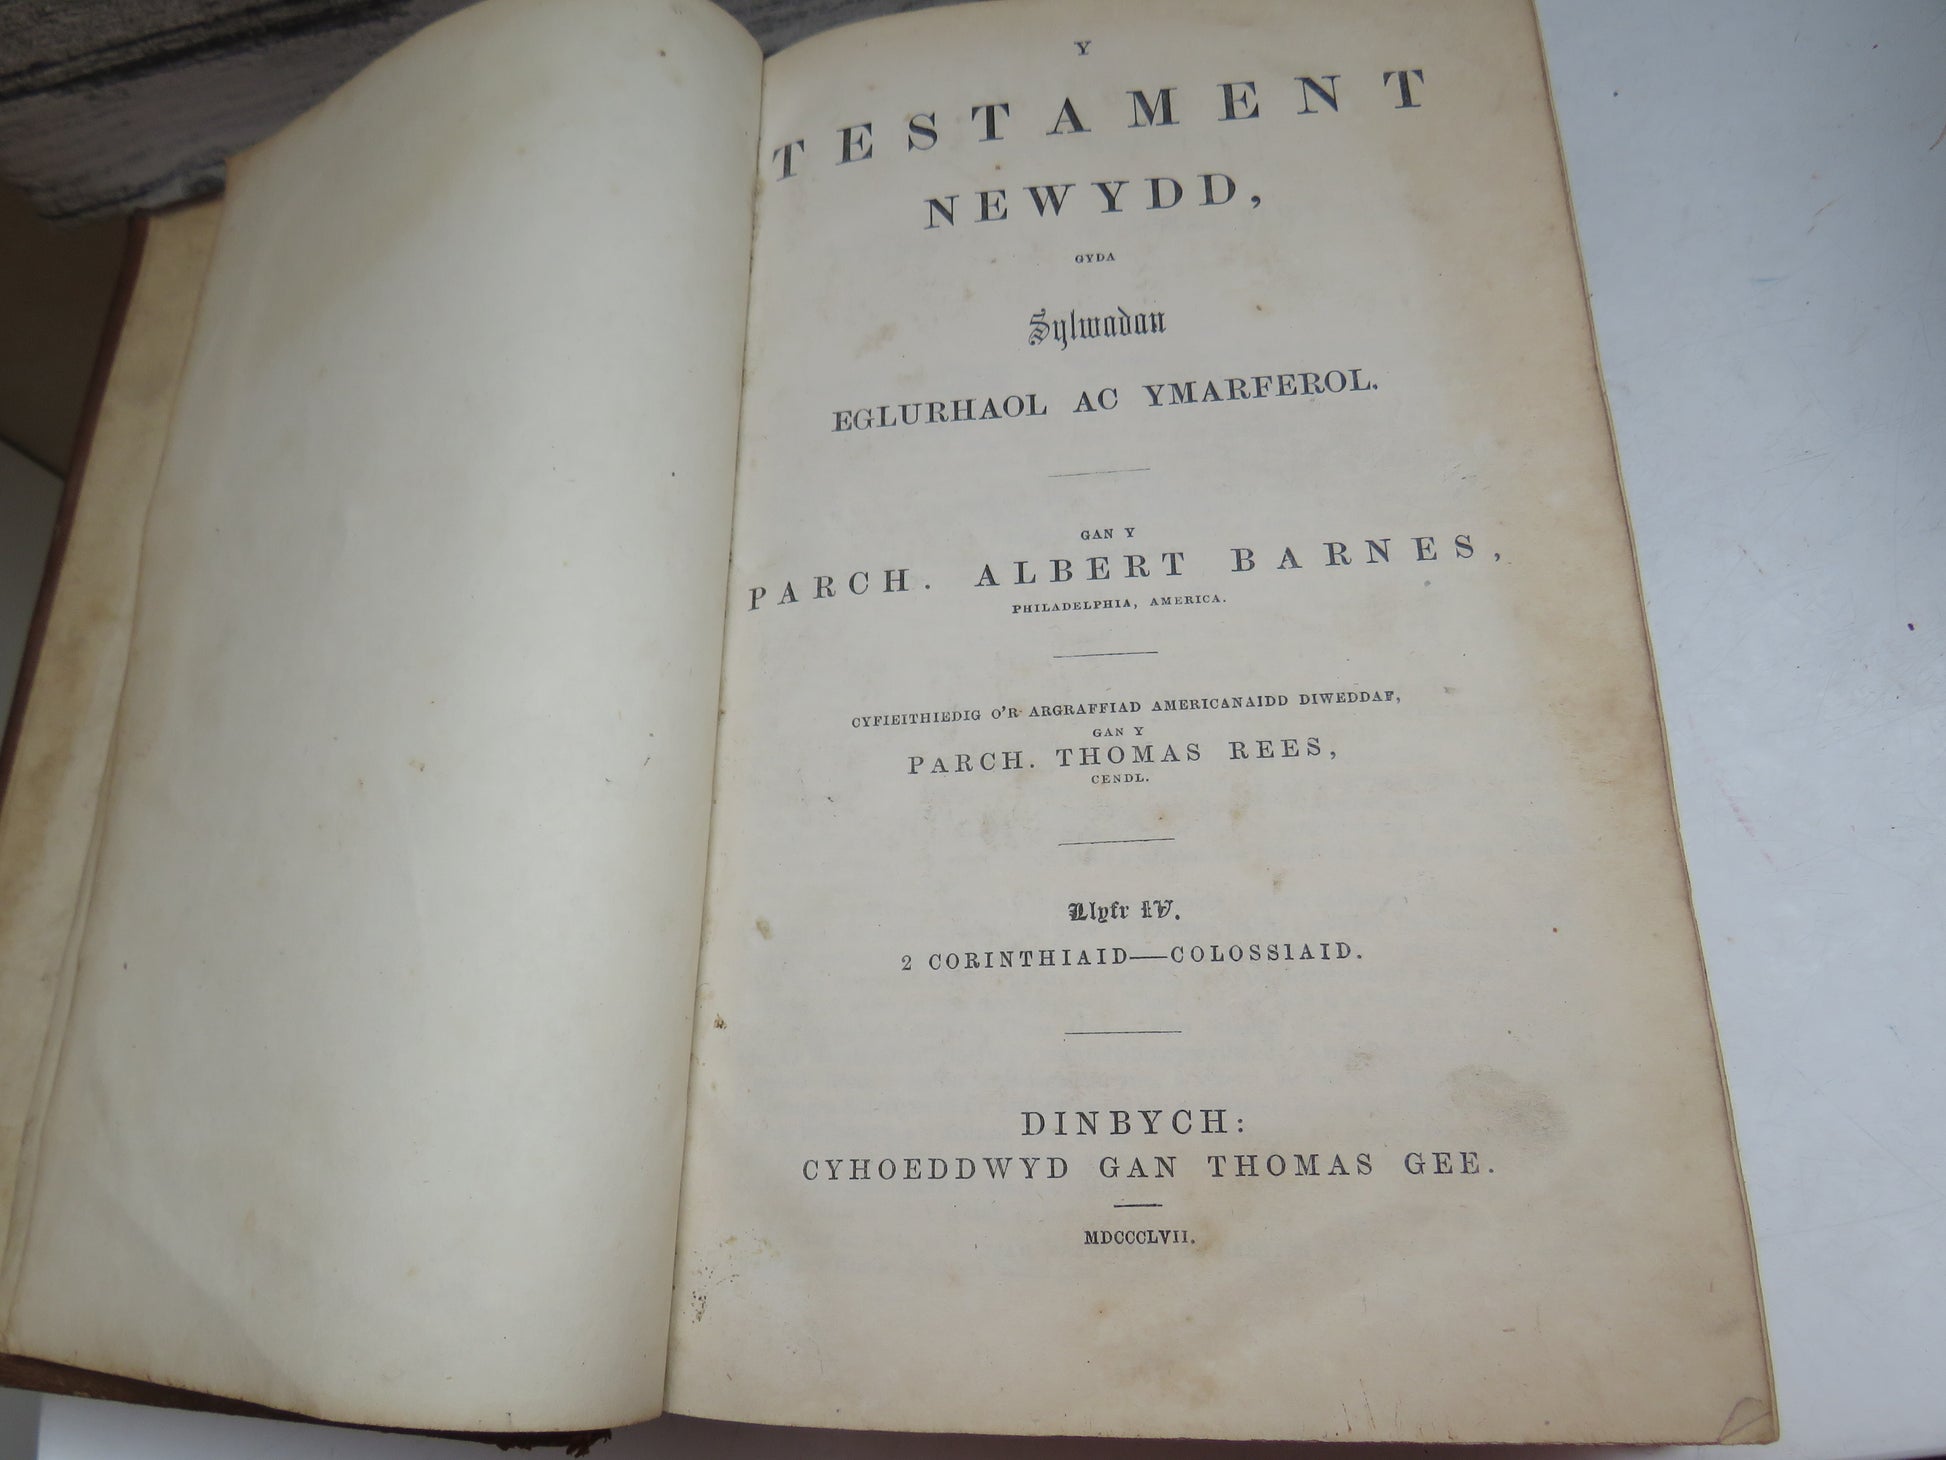 Y
TESTAMENT
NEWYDD,
GYDA
Sylwadau
EGLURHAOL AC YMARFEROL.
GAN Y
PARCH. ALBERT BARNES,
PHILADELPHIA, AMERICA.
CYFIEITHIEDIG O'R ARGRAFFIAD AMERICANAIDD DIWEDDAF,
GAN Y
PARCH. THOMAS REES,
CENDL.
Llyfr IV.
2 CORINTHIAID—COLOSSIAID.
DINBYCH:
CYHOEDDWYD GAN THOMAS GEE.
MDCCCLVII.